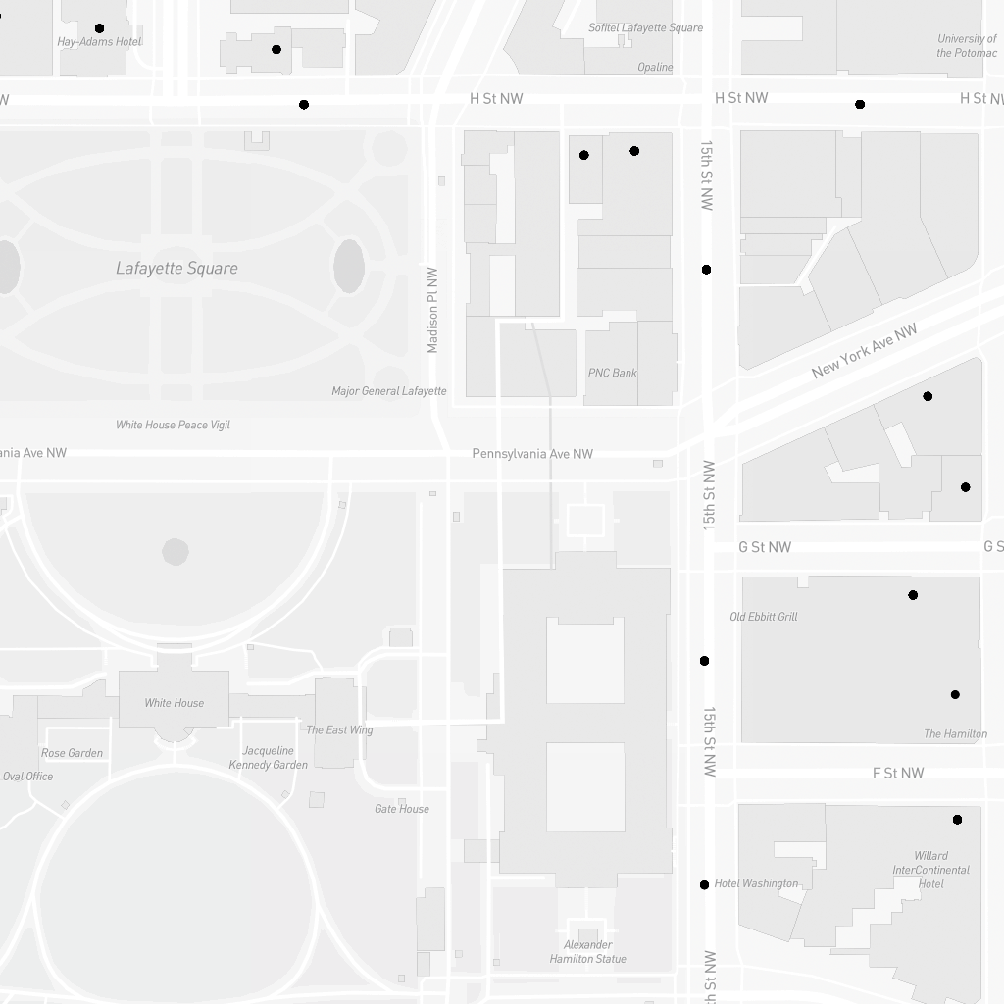 Hay-Adams Hotel
Sofitel Lafayette Square
University of
the Potomac
Opaline
W
H St NW
H St NW
H St NW
15th St NW
Lafayette Square
Madison Pl NW
New York Ave NW
PNC Bank
Major General Lafayette
White House Peace Vigil
ania Ave NW
Pennsylvania Ave NW
15th St NW
G St NW
G S
Old Ebbitt Grill
White House
The East Wing
15th St NW
The Hamilton
Rose Garden
Jacqueline
Kennedy Garden
Oval Office
F St NW
Gate House
Willard
InterContinental
Hotel
Hotel Washington
Alexander
Hamilton Statue
h St NW